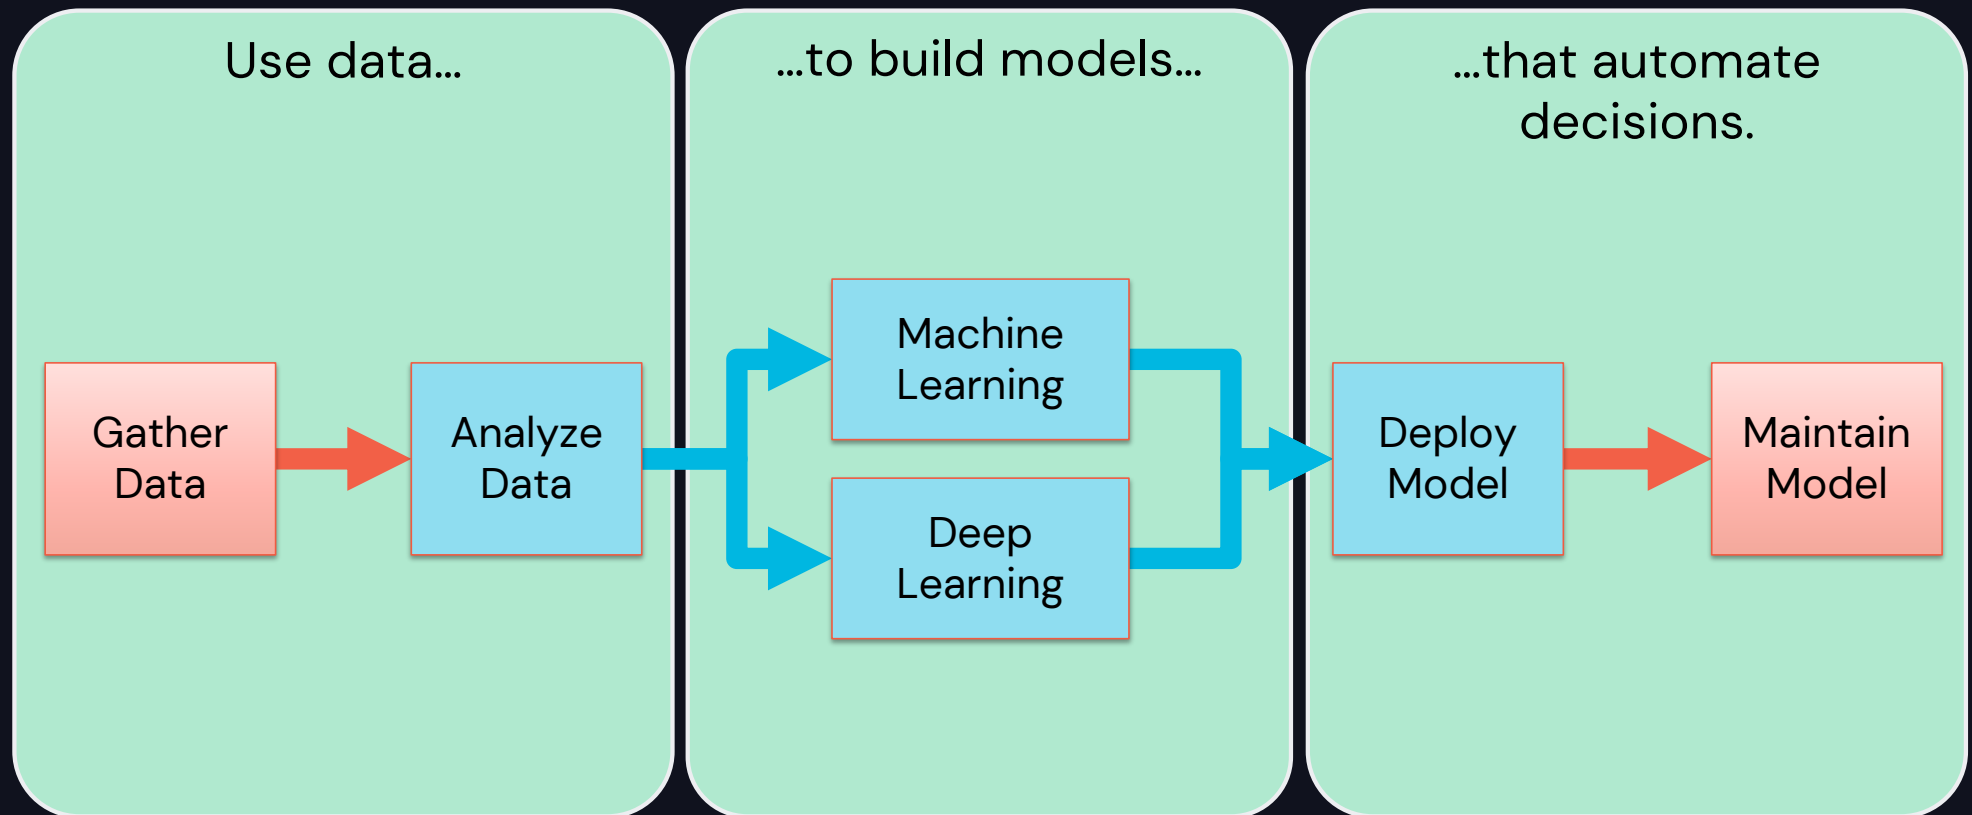 Use data...
...to build models...
...that automate
decisions.
Gather
Data
Analyze
Data
Machine
Learning
Deep
Learning
Deploy
Model
Maintain
Model